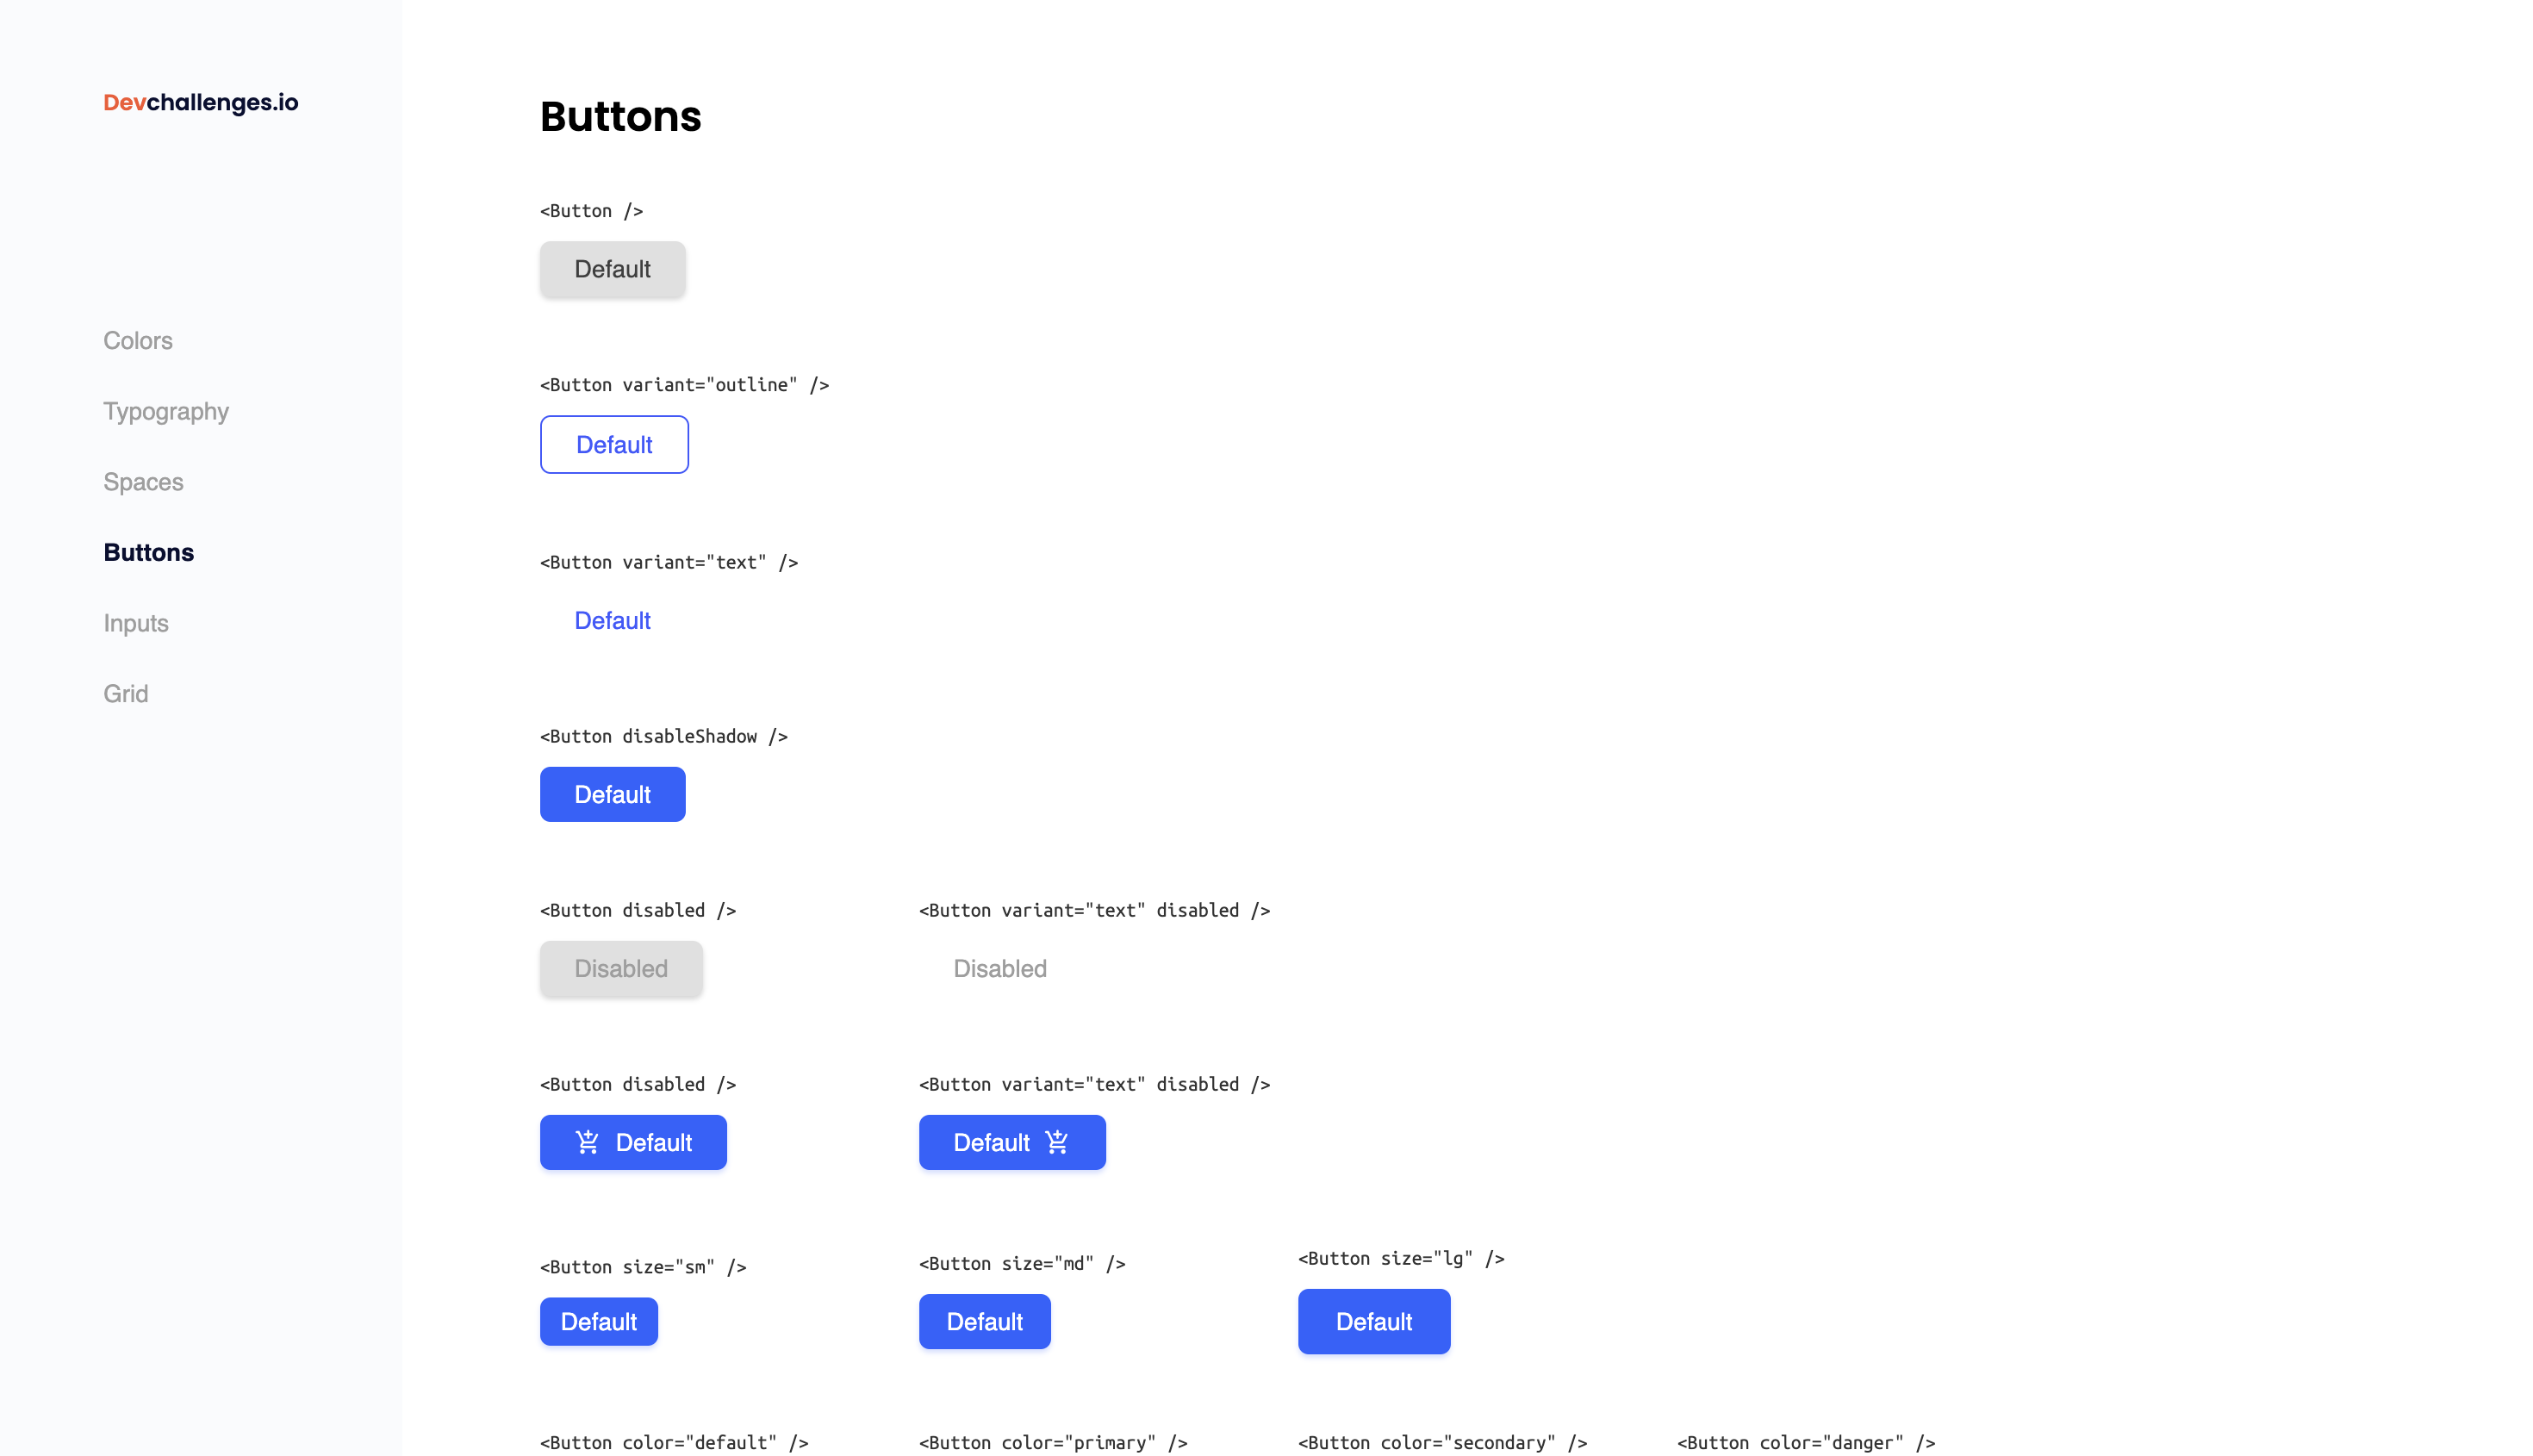 Devchallenges.io
Colors
Typography
Spaces
Buttons
Inputs
Grid
Buttons
<Button />
Default
<Button variant="outline" />
Default
<Button variant="text" />
Default
<Button disableShadow />
Default
<Button disabled /> <Button variant="text" disabled />
Disabled Disabled
<Button disabled /> <Button variant="text" disabled />
Default Default
<Button size="sm" /> <Button size="md" /> <Button size="lg" />
Default Default Default
<Button color="default" /> <Button color="primary" /> <Button color="secondary" /> <Button color="danger" />